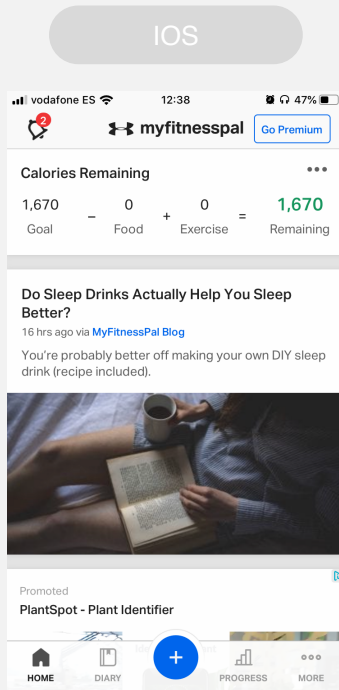 IOS
vodafone ES 12:38 47%
2
myfitnesspal Go Premium
Calories Remaining
1,670 − 0 + 0 = 1,670
Goal Food Exercise Remaining
Do Sleep Drinks Actually Help You Sleep
Better?
16 hrs ago via MyFitnessPal Blog
You're probably better off making your own DIY sleep
drink (recipe included).
Promoted
PlantSpot - Plant Identifier
HOME DIARY + PROGRESS MORE